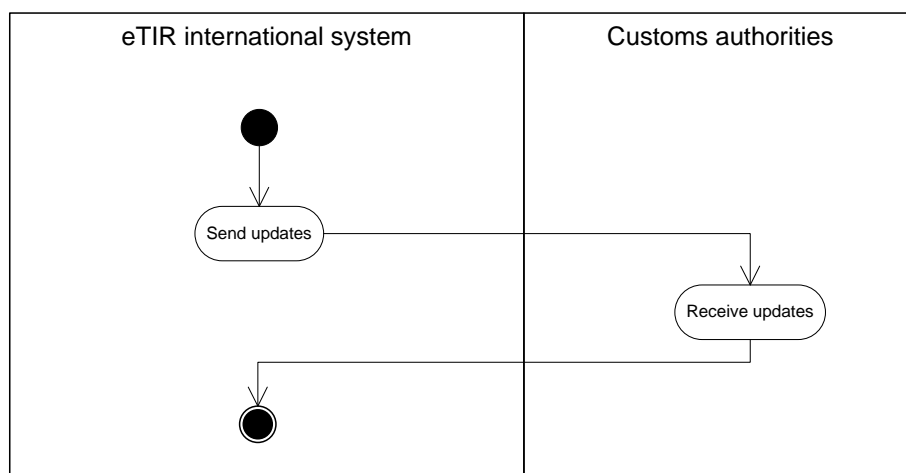 eTIR international system
Customs authorities
Send updates
Receive updates